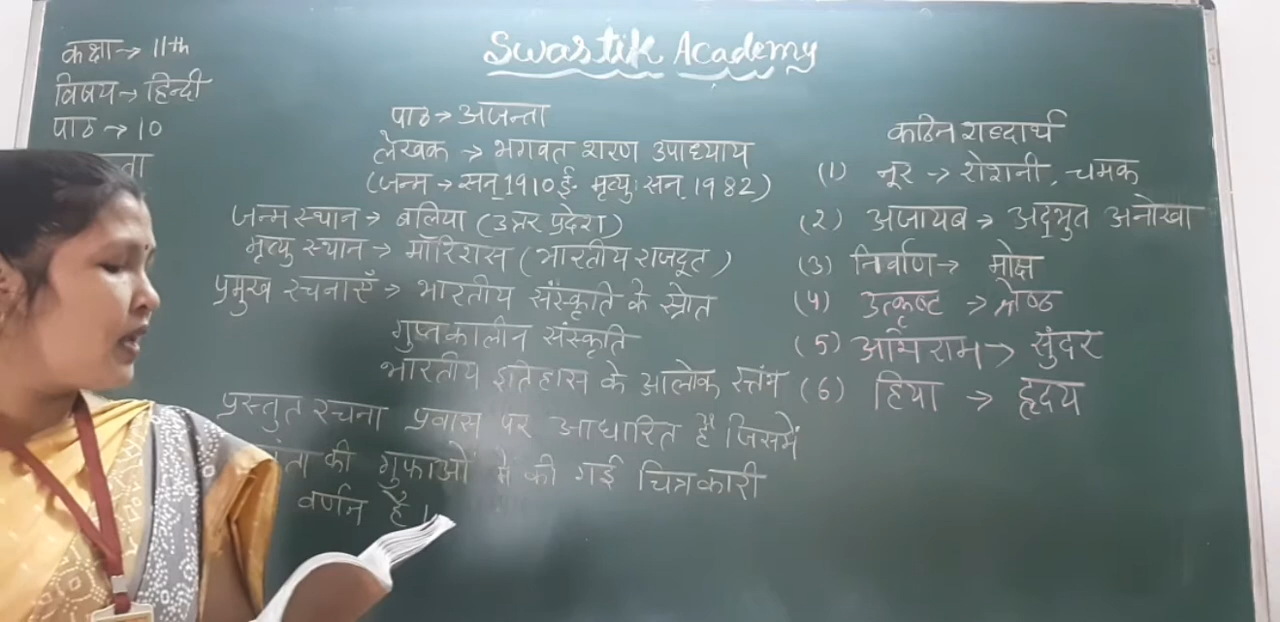 Swastik Academy
कक्षा → 11th
विषय → हिन्दी
पाठ → 10
न्ता
पाठ → अजन्ता
लेखक → भगवत शरण उपाध्याय
(जन्म → सन् 1910 ई. मृत्यु: सन् 1982)
जन्म स्थान → बलिया (उत्तर प्रदेश)
मृत्यु स्थान → मॉरिशस (भारतीय राजदूत)
प्रमुख रचनाएँ → भारतीय संस्कृति के स्रोत
गुप्तकालीन संस्कृति
भारतीय इतिहास के आलोक स्तंभ
प्रस्तुत रचना प्रवास पर आधारित है जिसमें
ंता की गुफाओं में की गई चित्रकारी
वर्णन है।
कठिन शब्दार्थ
(1) नूर → रोशनी, चमक
(2) अजायब → अद्भुत अनोखा
(3) निर्वाण → मोक्ष
(4) उत्कृष्ट → श्रेष्ठ
(5) अभिराम → सुंदर
(6) हिया → हृदय